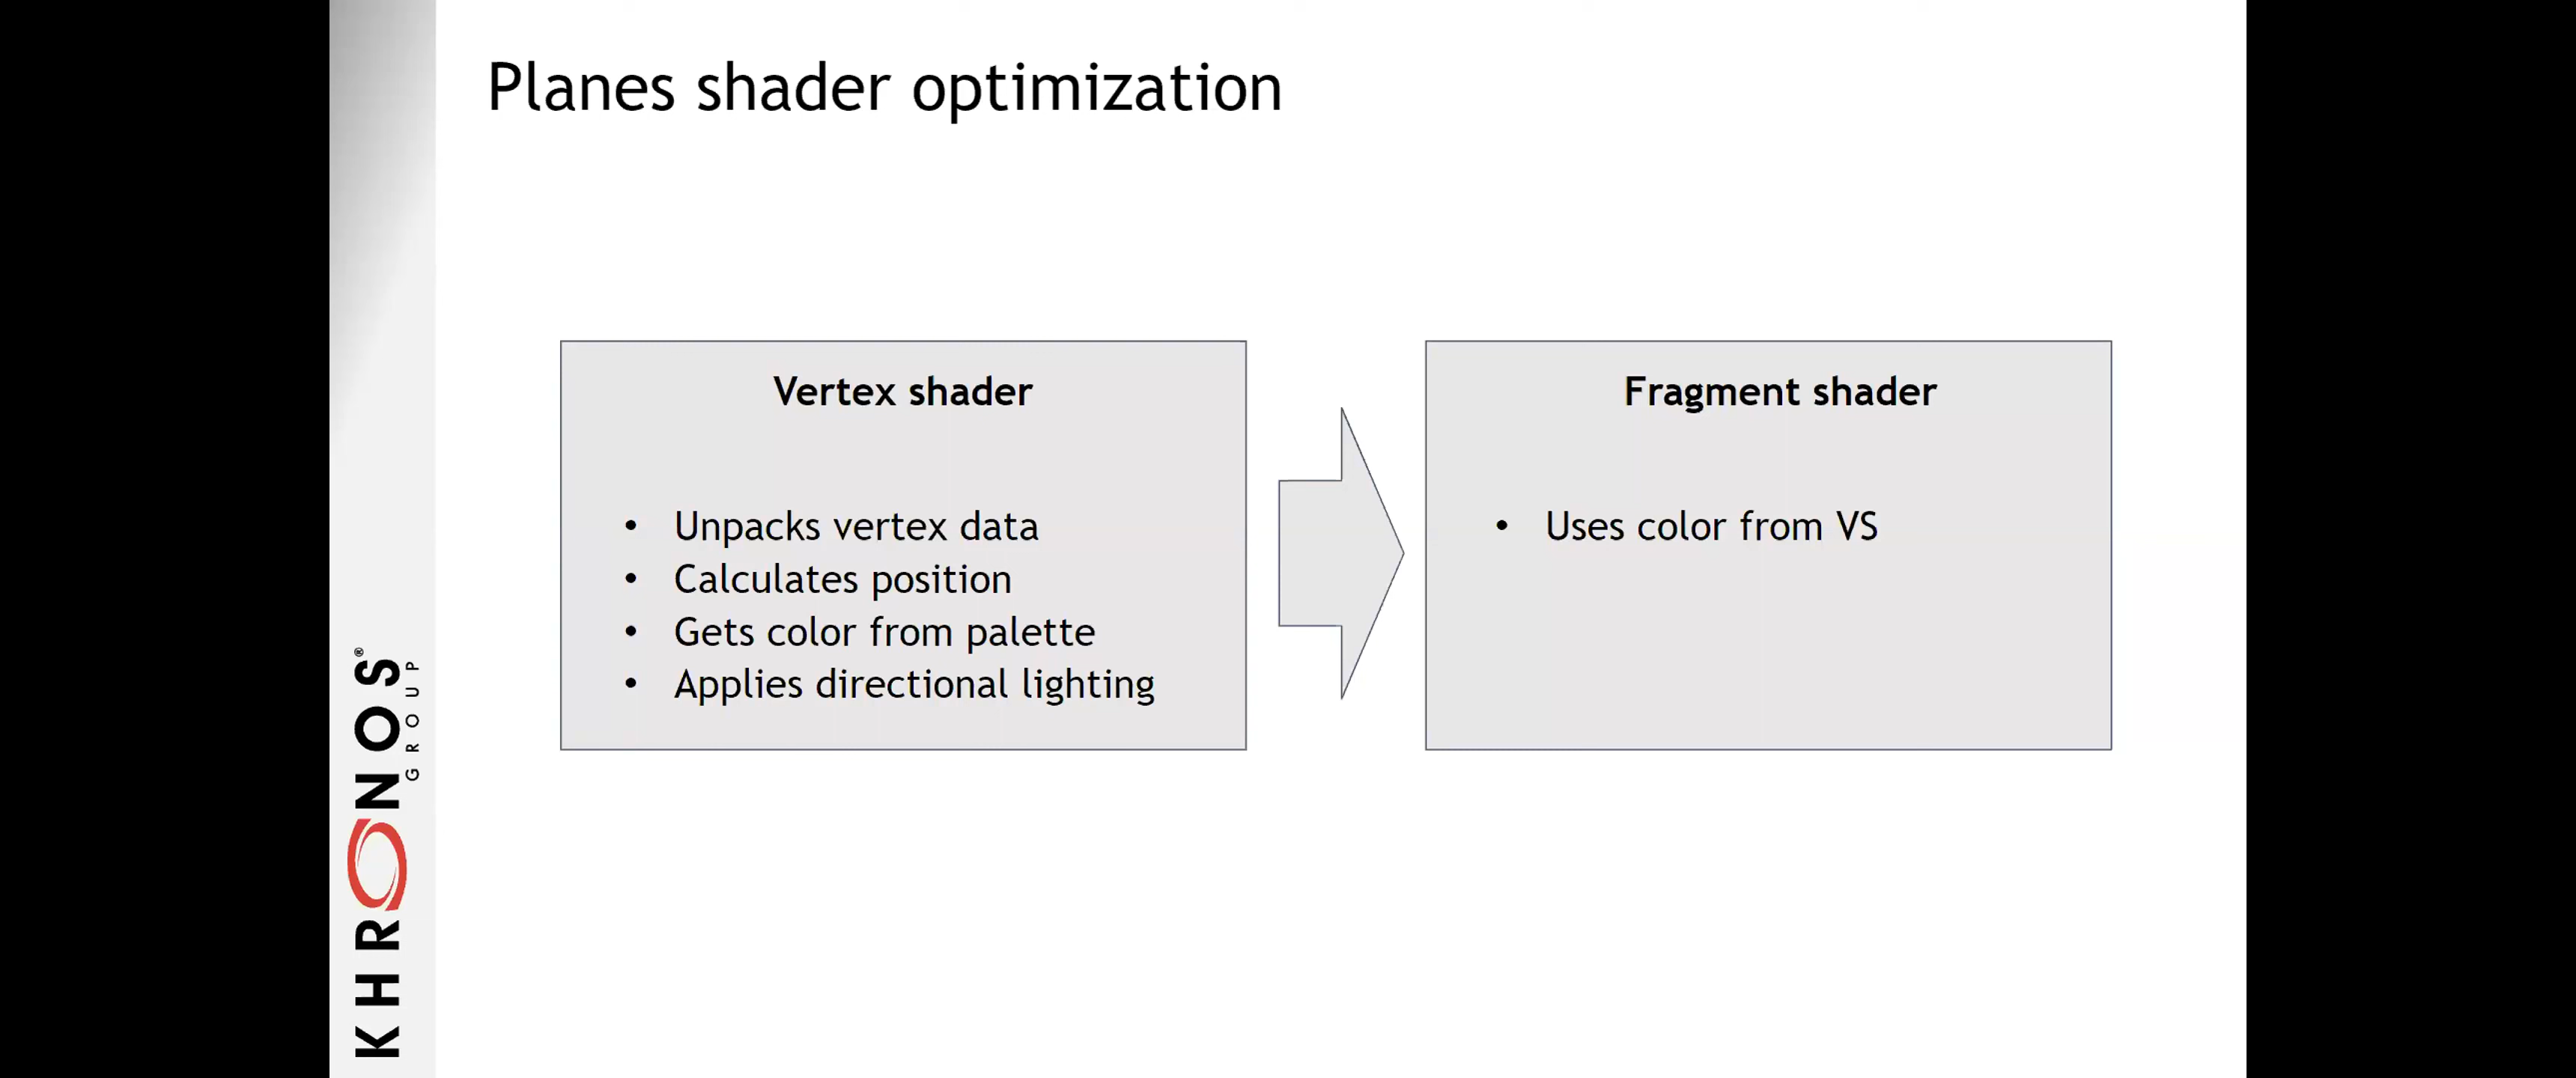 Planes shader optimization
Vertex shader
• Unpacks vertex data
• Calculates position
• Gets color from palette
• Applies directional lighting
Fragment shader
• Uses color from VS
KHRONOS®
GROUP